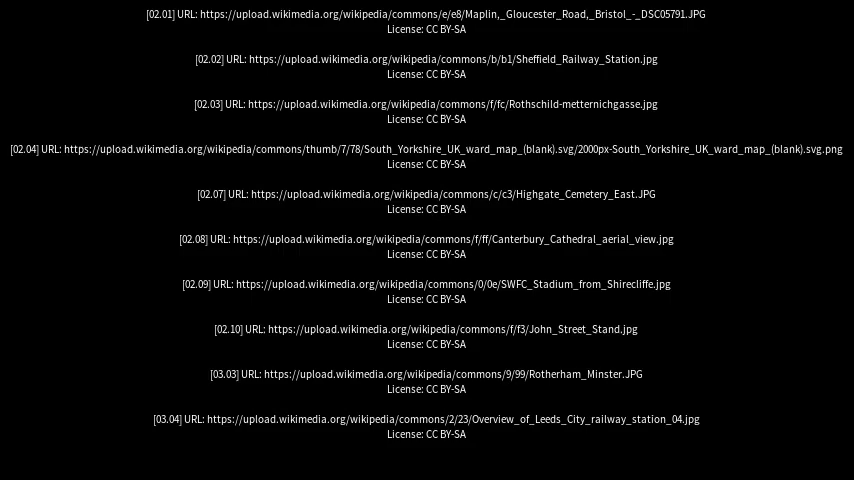 [02.01] URL: https://upload.wikimedia.org/wikipedia/commons/e/e8/Maplin,_Gloucester_Road,_Bristol_-_DSC05791.JPG
License: CC BY-SA
[02.02] URL: https://upload.wikimedia.org/wikipedia/commons/b/b1/Sheffield_Railway_Station.jpg
License: CC BY-SA
[02.03] URL: https://upload.wikimedia.org/wikipedia/commons/f/fc/Rothschild-metternichgasse.jpg
License: CC BY-SA
[02.04] URL: https://upload.wikimedia.org/wikipedia/commons/thumb/7/78/South_Yorkshire_UK_ward_map_(blank).svg/2000px-South_Yorkshire_UK_ward_map_(blank).svg.png
License: CC BY-SA
[02.07] URL: https://upload.wikimedia.org/wikipedia/commons/c/c3/Highgate_Cemetery_East.JPG
License: CC BY-SA
[02.08] URL: https://upload.wikimedia.org/wikipedia/commons/f/ff/Canterbury_Cathedral_aerial_view.jpg
License: CC BY-SA
[02.09] URL: https://upload.wikimedia.org/wikipedia/commons/0/0e/SWFC_Stadium_from_Shirecliffe.jpg
License: CC BY-SA
[02.10] URL: https://upload.wikimedia.org/wikipedia/commons/f/f3/John_Street_Stand.jpg
License: CC BY-SA
[03.03] URL: https://upload.wikimedia.org/wikipedia/commons/9/99/Rotherham_Minster.JPG
License: CC BY-SA
[03.04] URL: https://upload.wikimedia.org/wikipedia/commons/2/23/Overview_of_Leeds_City_railway_station_04.jpg
License: CC BY-SA